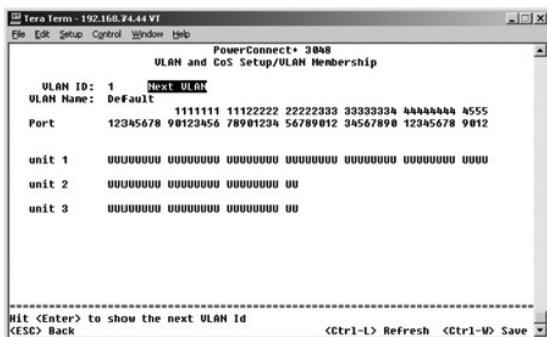 Tera Term - 192.168.74.44 VT
File Edit Setup Control Window Help
PowerConnect+ 3048
VLAN and CoS Setup/VLAN Membership
VLAN ID: 1 Next VLAN
VLAN Name: Default
1111111 11122222 22222333 33333334 44444444 4555
Port 12345678 90123456 78901234 56789012 34567890 12345678 9012
unit 1 UUUUUUUU UUUUUUUU UUUUUUUU UUUUUUUU UUUUUUUU UUUUUUUU UUUU
unit 2 UUUUUUUU UUUUUUUU UUUUUUUU UU
unit 3 UUUUUUUU UUUUUUUU UUUUUUUU UU
Hit <Enter> to show the next VLAN Id
<ESC> Back <Ctrl-L> Refresh <Ctrl-W> Save